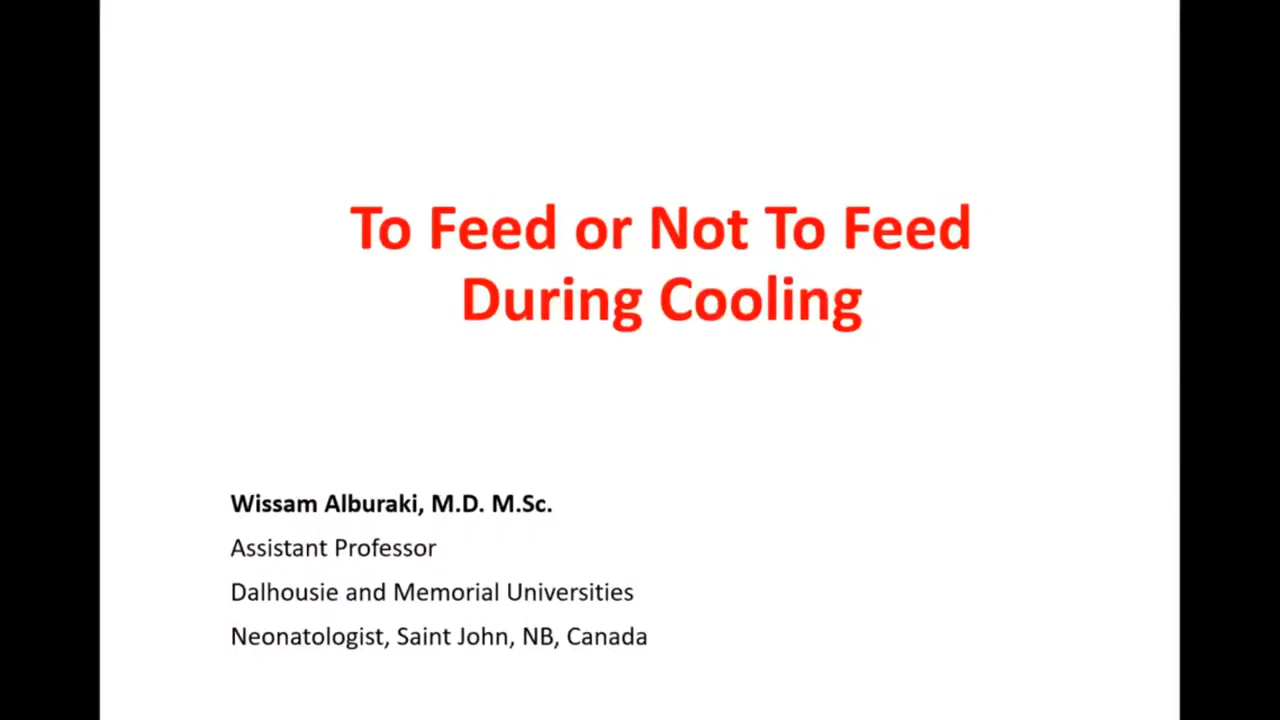 To Feed or Not To Feed
During Cooling
Wissam Alburaki, M.D. M.Sc.
Assistant Professor
Dalhousie and Memorial Universities
Neonatologist, Saint John, NB, Canada